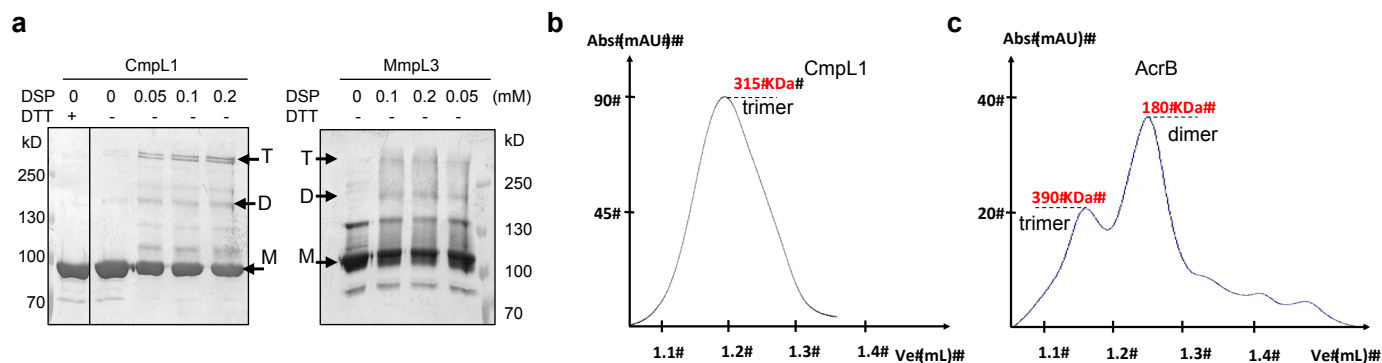 a
CmpL1
DSP 0 0 0.05 0.1 0.2
DTT + - - - -
kD
250
130
100
70
T
D
M
MmpL3
0 0.1 0.2 0.05 (mM)
DSP
DTT - - - -
kD
T
D
M
250
130
100
70
b
Abs#(mAU#)#
CmpL1
315#KDa#
trimer
90#
45#
1.1# 1.2# 1.3# 1.4# Ve#(mL)#
c
Abs#(mAU)#
AcrB
40#
180#KDa#
dimer
390#KDa#
20#
trimer
1.1# 1.2# 1.3# 1.4# Ve#(mL)#